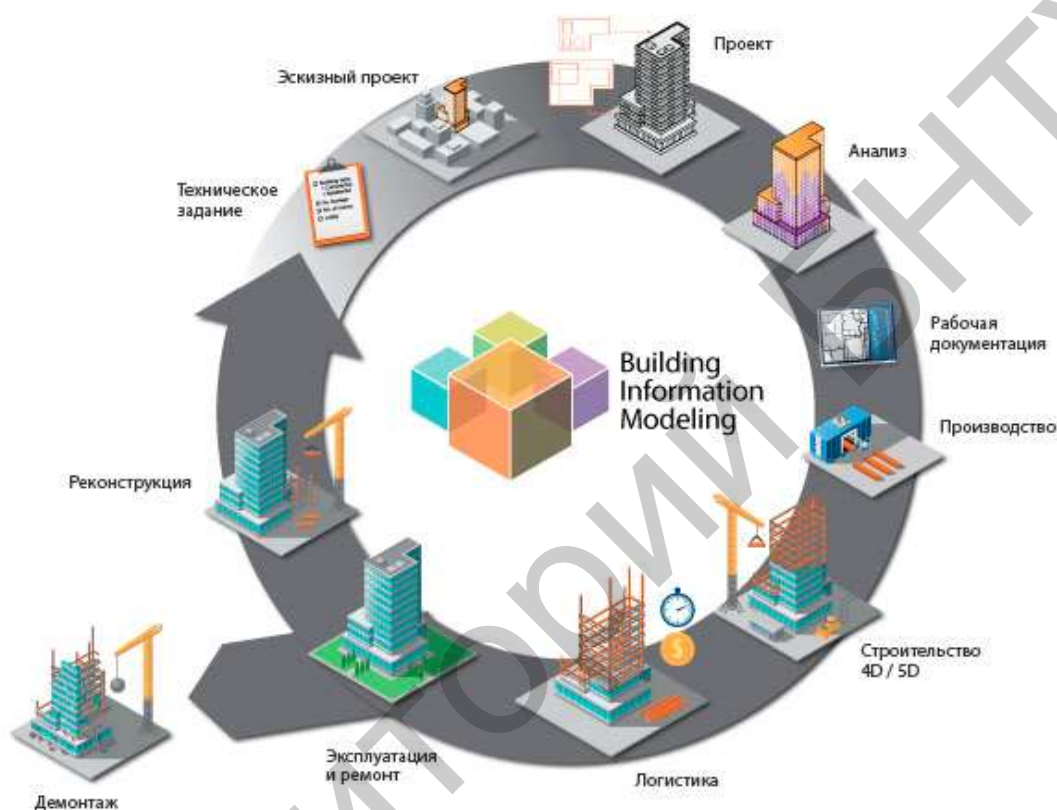 Проект
Эскизный проект
Анализ
Техническое
задание
Рабочая
документация
Building
Information
Modeling
Производство
Реконструкция
Строительство
4D / 5D
Эксплуатация
и ремонт
Логистика
Демонтаж